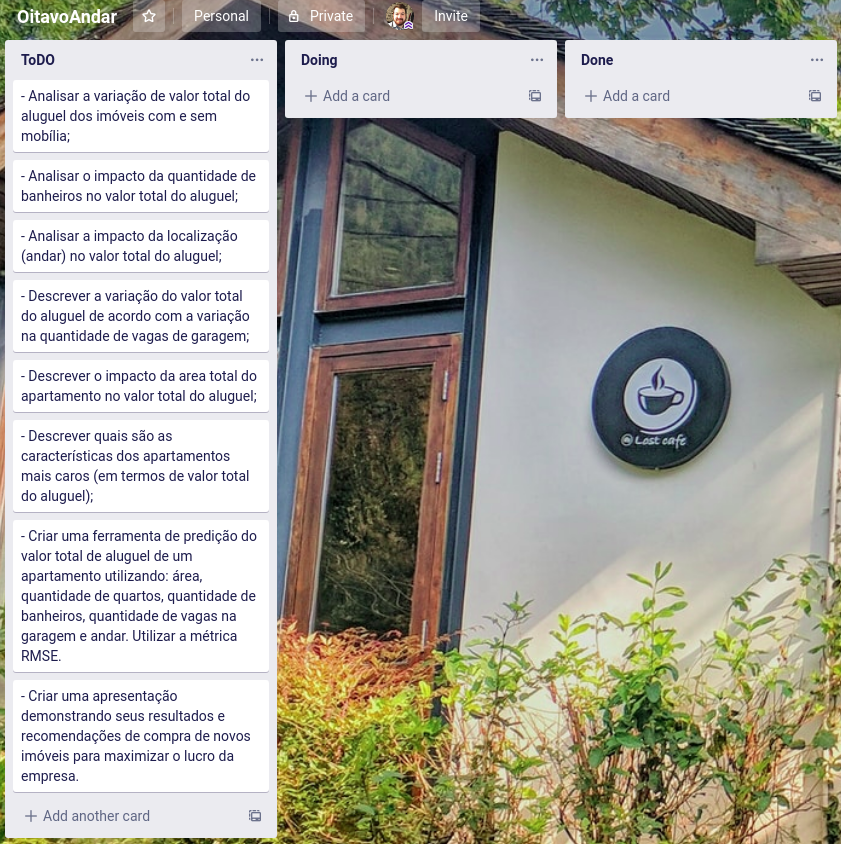 OitavoAndar
Personal
Private
Invite
ToDO
- Analisar a variação de valor total do
aluguel dos imóveis com e sem
mobília;
- Analisar o impacto da quantidade de
banheiros no valor total do aluguel;
- Analisar a impacto da localização
(andar) no valor total do aluguel;
- Descrever a variação do valor total
do aluguel de acordo com a variação
na quantidade de vagas de garagem;
- Descrever o impacto da area total do
apartamento no valor total do aluguel;
- Descrever quais são as
características dos apartamentos
mais caros (em termos de valor total
do aluguel);
- Criar uma ferramenta de predição do
valor total de aluguel de um
apartamento utilizando: área,
quantidade de quartos, quantidade de
banheiros, quantidade de vagas na
garagem e andar. Utilizar a métrica
RMSE.
- Criar uma apresentação
demonstrando seus resultados e
recomendações de compra de novos
imóveis para maximizar o lucro da
empresa.
Add another card
Doing
Add a card
Done
Add a card
Lost cafe